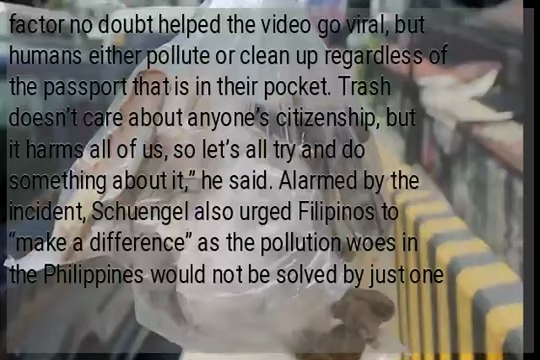 factor no doubt helped the video go viral, but
humans either pollute or clean up regardless of
the passport that is in their pocket. Trash
doesn't care about anyone's citizenship, but
it harms all of us, so let's all try and do
something about it,” he said. Alarmed by the
incident, Schuengel also urged Filipinos to
“make a difference” as the pollution woes in
the Philippines would not be solved by just one